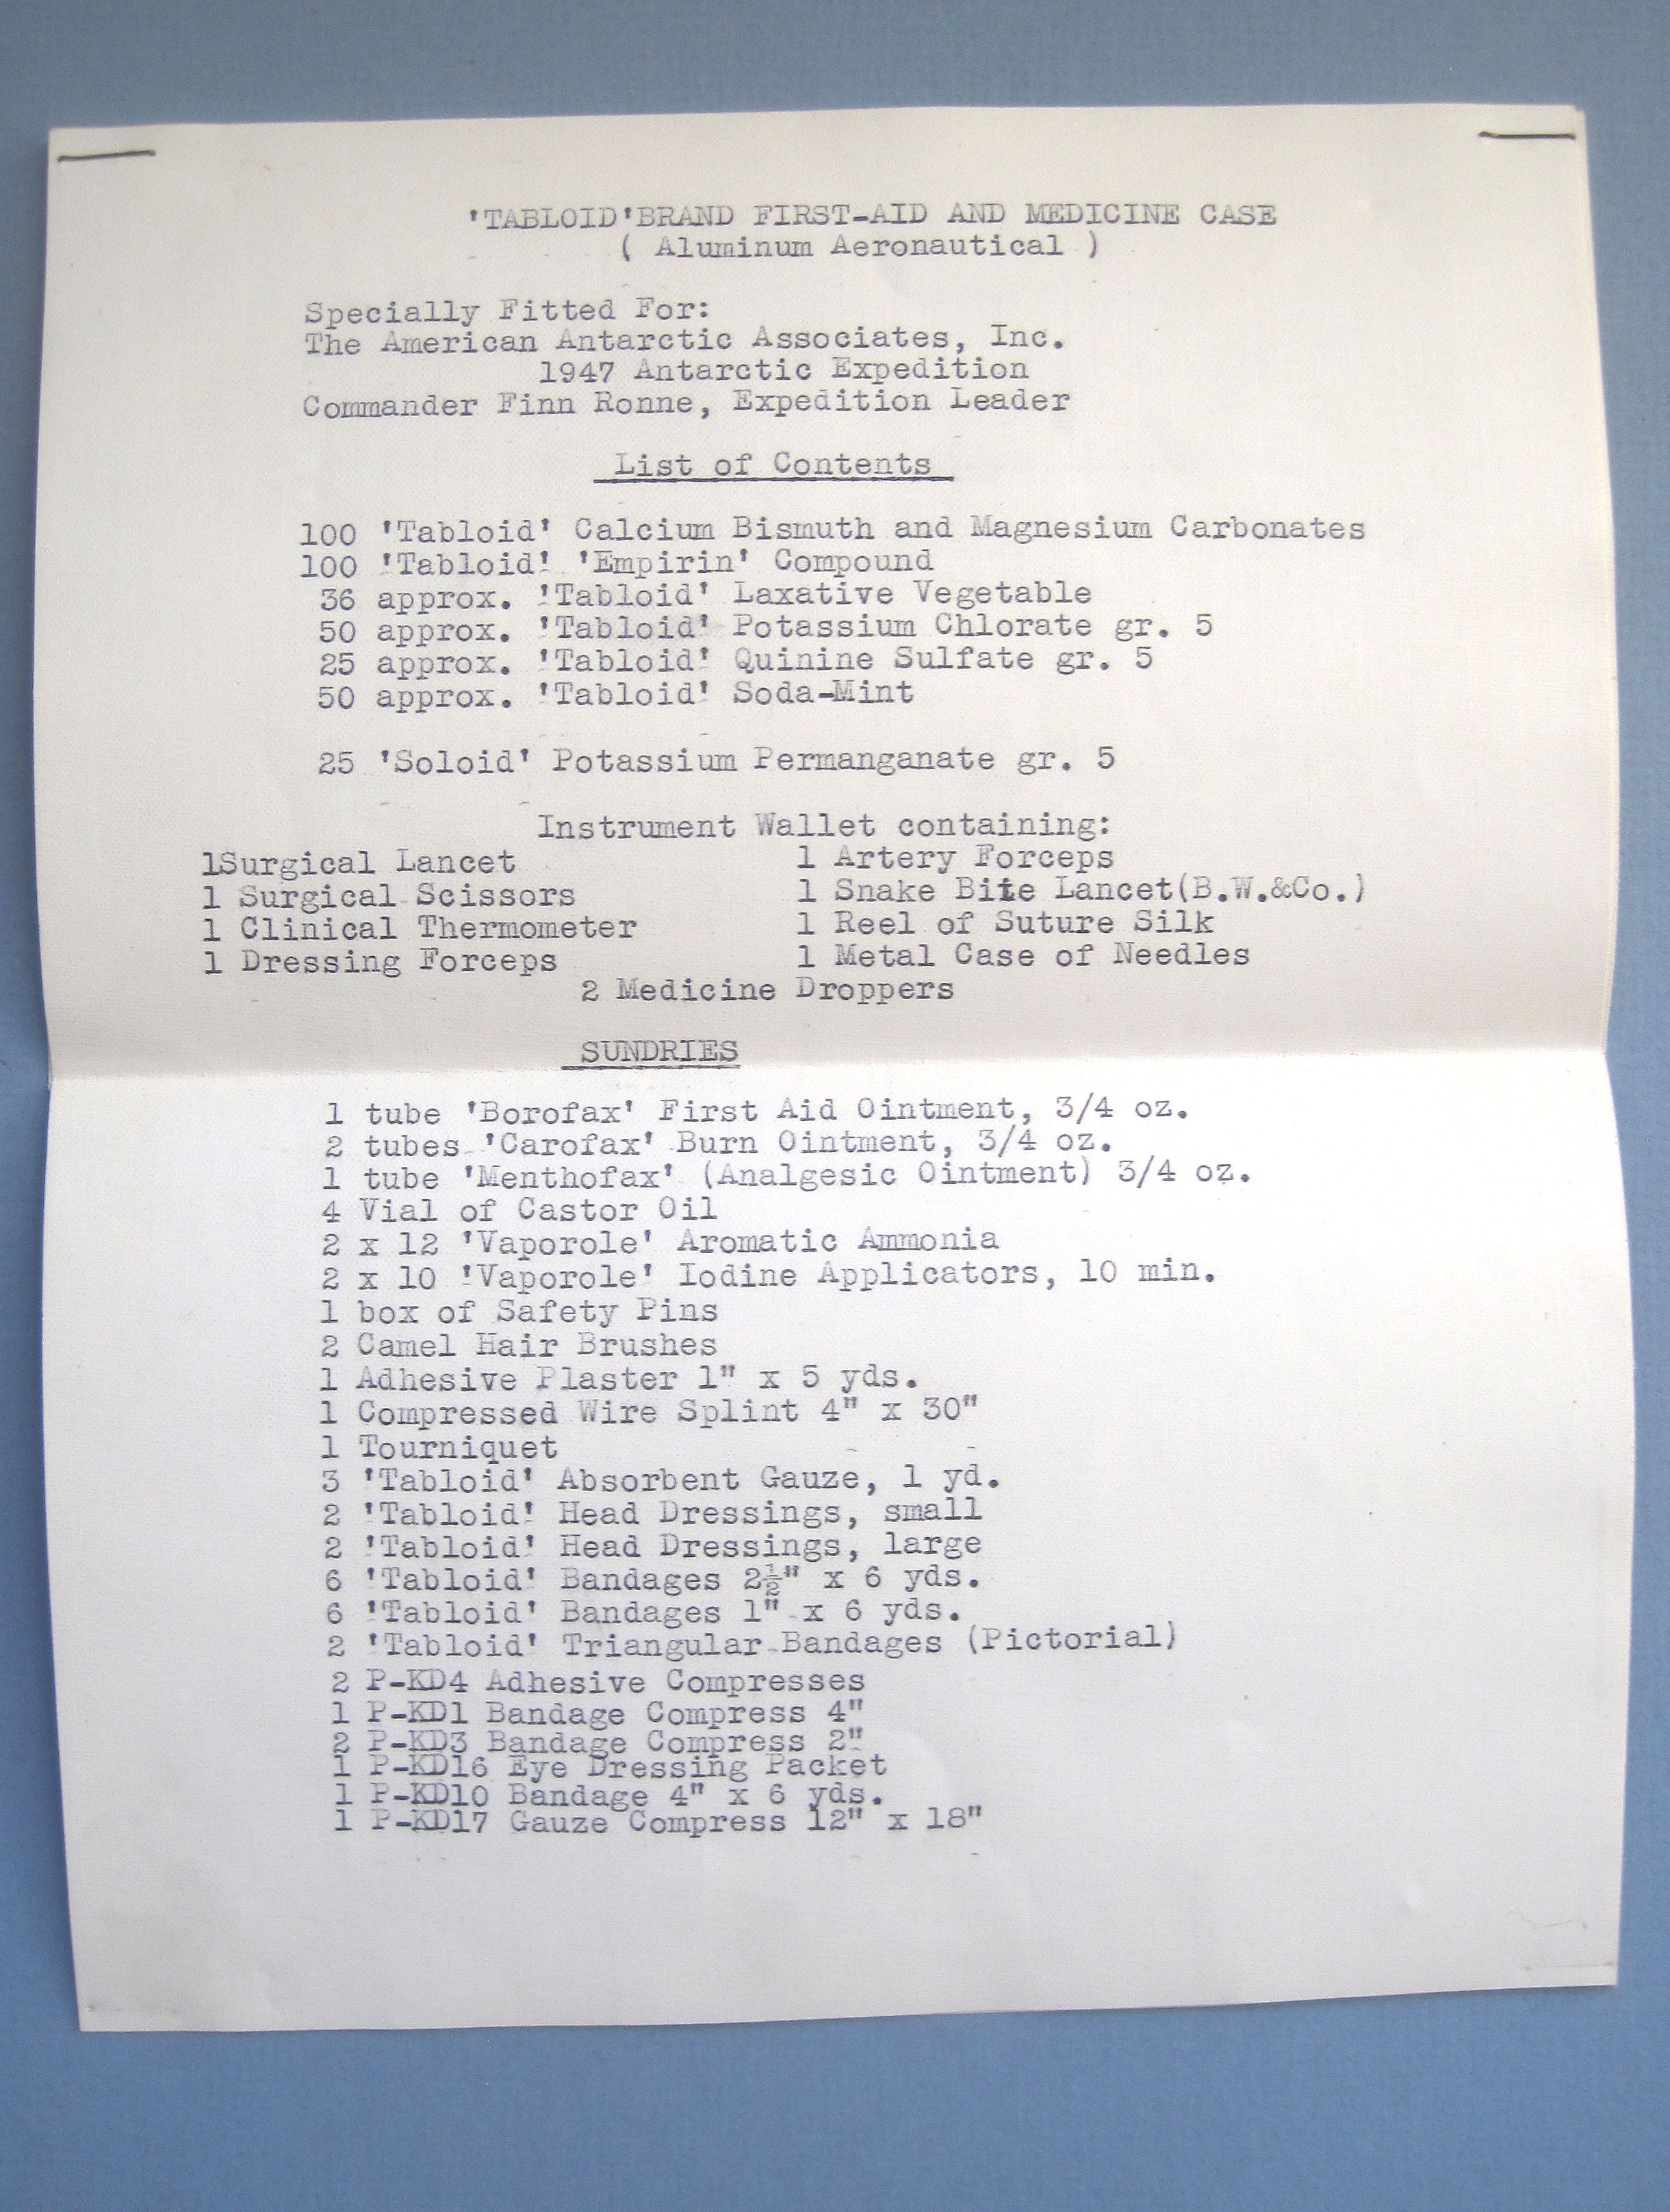 'TABLOID'BRAND FIRST-AID AND MEDICINE CASE
( Aluminum Aeronautical )
Specially Fitted For:
The American Antarctic Associates, Inc.
1947 Antarctic Expedition
Commander Finn Ronne, Expedition Leader
List of Contents
100 'Tabloid' Calcium Bismuth and Magnesium Carbonates
100 'Tabloid' 'Empirin' Compound
36 approx. 'Tabloid' Laxative Vegetable
50 approx. 'Tabloid' Potassium Chlorate gr. 5
25 approx. 'Tabloid' Quinine Sulfate gr. 5
50 approx. 'Tabloid' Soda-Mint
25 'Soloid' Potassium Permanganate gr. 5
Instrument Wallet containing:
1Surgical Lancet 1 Artery Forceps
1 Surgical Scissors 1 Snake Bite Lancet(B.W.&Co.)
1 Clinical Thermometer 1 Reel of Suture Silk
1 Dressing Forceps 1 Metal Case of Needles
2 Medicine Droppers
SUNDRIES
1 tube 'Borofax' First Aid Ointment, 3/4 oz.
2 tubes 'Carofax' Burn Ointment, 3/4 oz.
1 tube 'Menthofax' (Analgesic Ointment) 3/4 oz.
4 Vial of Castor Oil
2 x 12 'Vaporole' Aromatic Ammonia
2 x 10 'Vaporole' Iodine Applicators, 10 min.
1 box of Safety Pins
2 Camel Hair Brushes
1 Adhesive Plaster 1" x 5 yds.
1 Compressed Wire Splint 4" x 30"
1 Tourniquet
3 'Tabloid' Absorbent Gauze, 1 yd.
2 'Tabloid' Head Dressings, small
2 'Tabloid' Head Dressings, large
6 'Tabloid' Bandages 2½" x 6 yds.
6 'Tabloid' Bandages 1" x 6 yds.
2 'Tabloid' Triangular Bandages (Pictorial)
2 P-KD4 Adhesive Compresses
1 P-KD1 Bandage Compress 4"
2 P-KD3 Bandage Compress 2"
1 P-KD16 Eye Dressing Packet
1 P-KD10 Bandage 4" x 6 yds.
1 P-KD17 Gauze Compress 12" x 18"